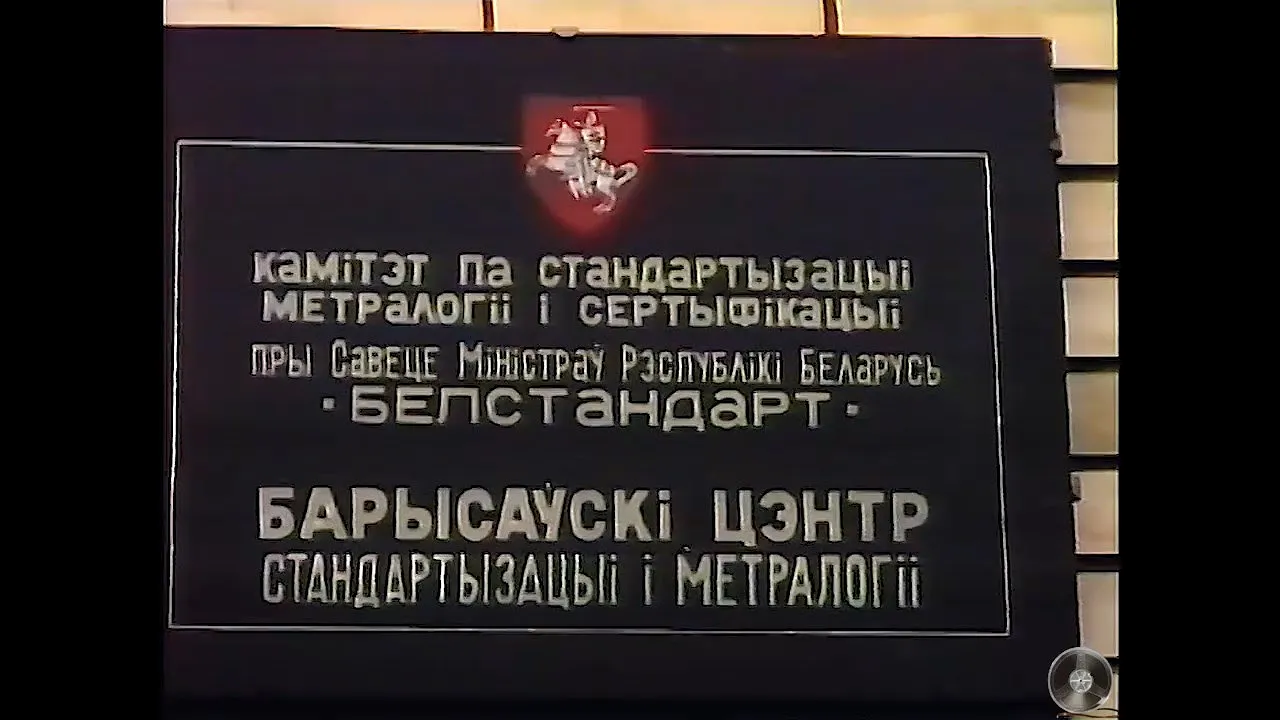 Камітэт па стандартызацыі
метралогіі і сертыфікацыі
пры Савеце Міністраў Рэспублікі Беларусь
· БЕЛСТАНДАРТ ·
БАРЫСАЎСКІ ЦЭНТР
СТАНДАРТЫЗАЦЫІ І МЕТРАЛОГІІ